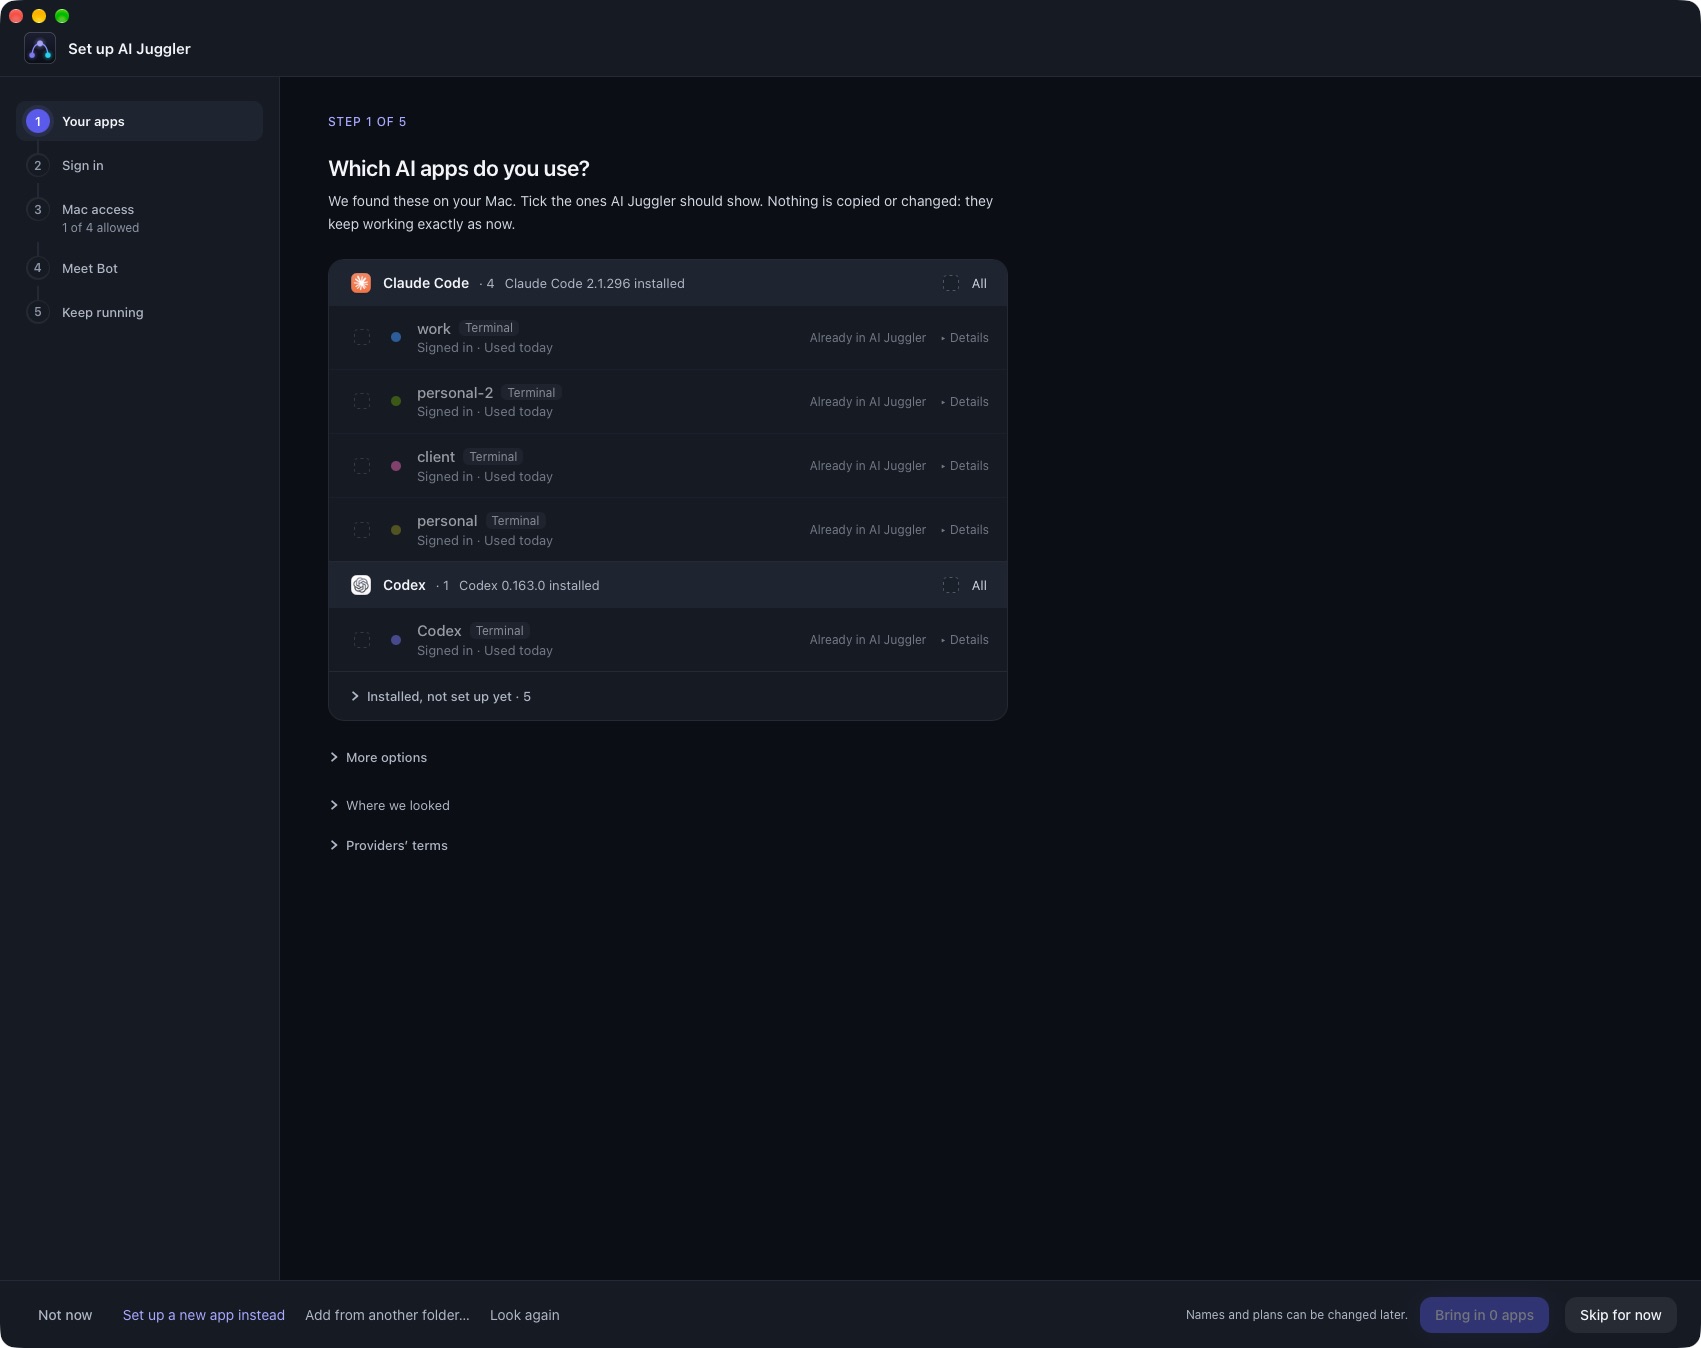 Set up AI Juggler
1 Your apps
2 Sign in
3 Mac access
1 of 4 allowed
4 Meet Bot
5 Keep running
STEP 1 OF 5
Which AI apps do you use?
We found these on your Mac. Tick the ones AI Juggler should show. Nothing is copied or changed: they
keep working exactly as now.
Claude Code · 4 Claude Code 2.1.296 installed All
work Terminal
Signed in · Used today
Already in AI Juggler ‣ Details
personal-2 Terminal
Signed in · Used today
Already in AI Juggler ‣ Details
client Terminal
Signed in · Used today
Already in AI Juggler ‣ Details
personal Terminal
Signed in · Used today
Already in AI Juggler ‣ Details
Codex · 1 Codex 0.163.0 installed All
Codex Terminal
Signed in · Used today
Already in AI Juggler ‣ Details
Installed, not set up yet · 5
More options
Where we looked
Providers’ terms
Not now Set up a new app instead Add from another folder... Look again Names and plans can be changed later. Bring in 0 apps Skip for now